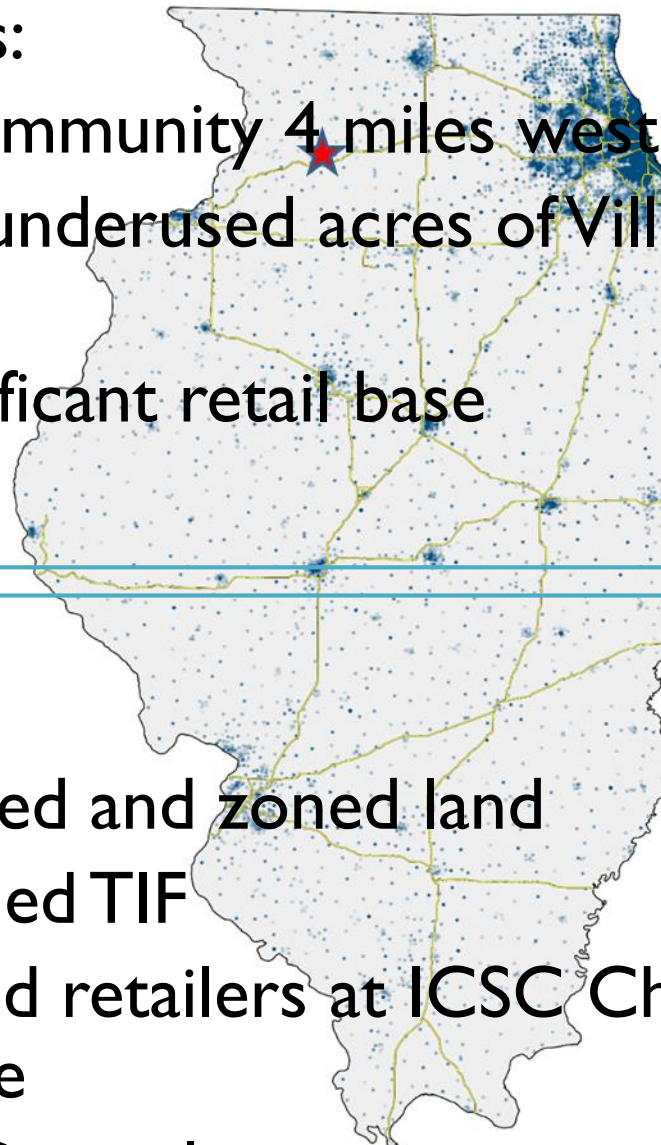 s:
mmunity 4 miles west
underused acres of Vill
ficant retail base
ed and zoned land
ed TIF
d retailers at ICSC Ch
e